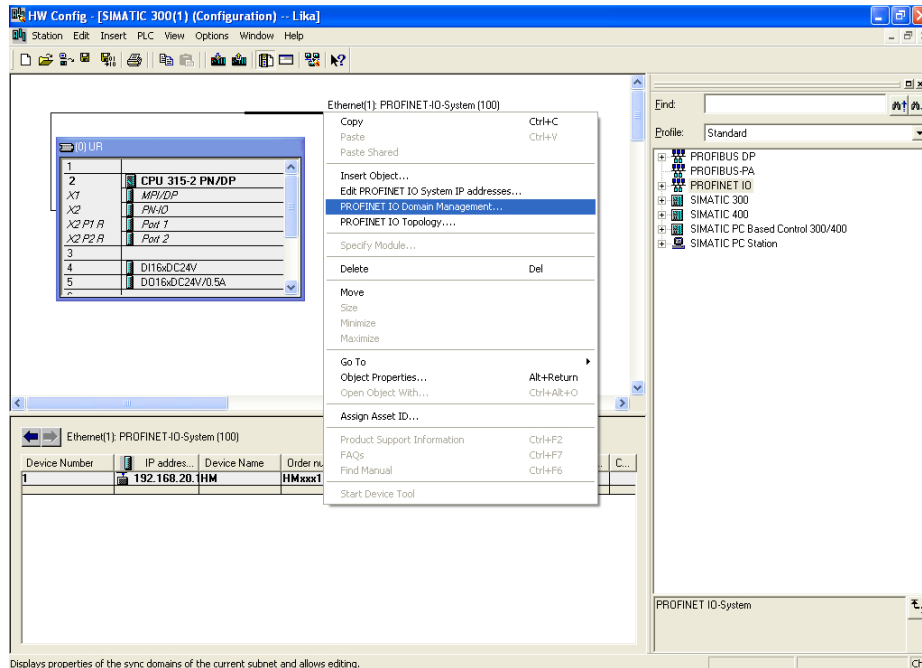 HW Config - [SIMATIC 300(1) (Configuration) -- Lika]
Station Edit Insert PLC View Options Window Help
Ethernet(1): PROFINET-IO-System (100)
(0) UR
1
2 CPU 315-2 PN/DP
X1 MPI/DP
X2 PN-IO
X2 P1 R Port 1
X2 P2 R Port 2
3
4 DI16xDC24V
5 DO16xDC24V/0.5A
Copy Ctrl+C
Paste Ctrl+V
Paste Shared
Insert Object...
Edit PROFINET IO System IP addresses...
PROFINET IO Domain Management...
PROFINET IO Topology....
Specify Module...
Delete Del
Move
Size
Minimize
Maximize
Go To
Object Properties... Alt+Return
Open Object With... Ctrl+Alt+O
Assign Asset ID...
Product Support Information Ctrl+F2
FAQs Ctrl+F7
Find Manual Ctrl+F6
Start Device Tool
Find:
Profile: Standard
PROFIBUS DP
PROFIBUS-PA
PROFINET IO
SIMATIC 300
SIMATIC 400
SIMATIC PC Based Control 300/400
SIMATIC PC Station
Ethernet(1): PROFINET-IO-System (100)
Device Number IP addres... Device Name Order nu C...
1 192.168.20.1 HM HMxxx1
PROFINET IO-System
Displays properties of the sync domains of the current subnet and allows editing. Ch